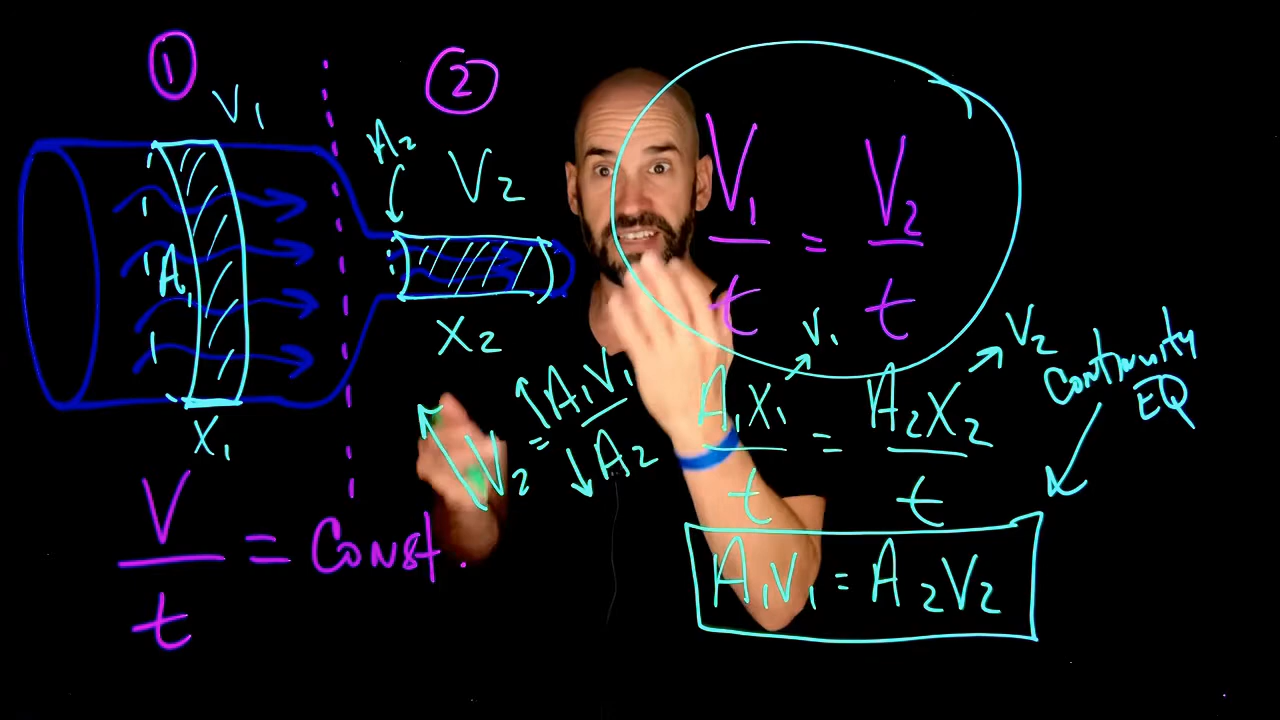 ①
②
V₁
A₂
V₂
A₁
X₁
X₂
V/t = Const.
V₁/t = V₂/t
V₁
V₂
A₁X₁/t = A₂X₂/t
V₂ = ↑A₁V₁/↓A₂
Continuity
EQ
A₁V₁ = A₂V₂